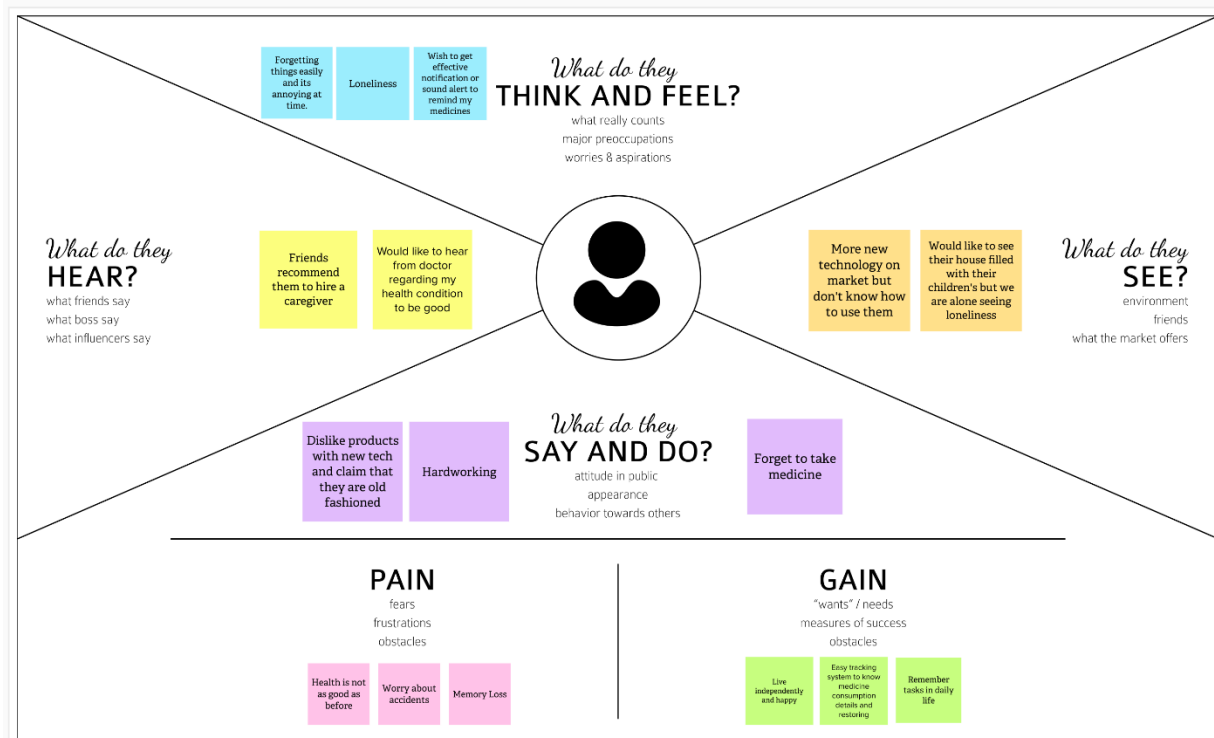 Forgetting
things easily
and its
annoying at
time.
Loneliness
Wish to get
effective
notification or
sound alert to
remind my
medicines
What do they
THINK AND FEEL?
what really counts
major preoccupations
worries & aspirations
What do they
HEAR?
what friends say
what boss say
what influencers say
Friends
recommend
them to hire a
caregiver
Would like to hear
from doctor
regarding my
health condition
to be good
More new
technology on
market but
don't know how
to use them
Would like to see
their house filled
with their
children's but we
are alone seeing
loneliness
What do they
SEE?
environment
friends
what the market offers
Dislike products
with new tech
and claim that
they are old
fashioned
Hardworking
What do they
SAY AND DO?
attitude in public
appearance
behavior towards others
Forget to take
medicine
PAIN
fears
frustrations
obstacles
Health is not
as good as
before
Worry about
accidents
Memory Loss
GAIN
"wants" / needs
measures of success
obstacles
Live
independently
and happy
Easy tracking
system to know
medicine
consumption
details and
restoring
Remember
tasks in daily
life